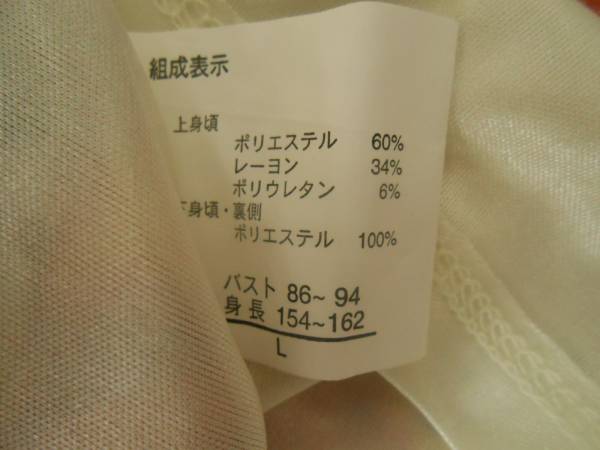 組成表示
上身頃
ポリエステル 60%
レーヨン 34%
ポリウレタン 6%
下身頃・裏側
ポリエステル 100%
バスト 86~94
身長 154~162
L